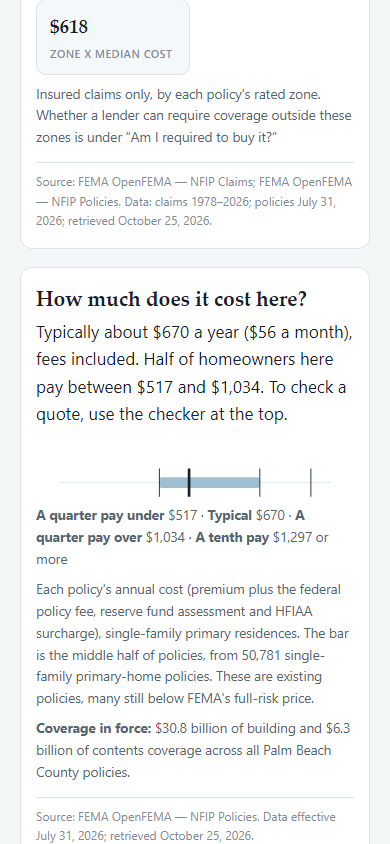 $618
ZONE X MEDIAN COST
Insured claims only, by each policy's rated zone.
Whether a lender can require coverage outside these
zones is under “Am I required to buy it?”
Source: FEMA OpenFEMA — NFIP Claims; FEMA OpenFEMA
— NFIP Policies. Data: claims 1978–2026; policies July 31,
2026; retrieved October 25, 2026.
How much does it cost here?
Typically about $670 a year ($56 a month),
fees included. Half of homeowners here
pay between $517 and $1,034. To check a
quote, use the checker at the top.
A quarter pay under $517 · Typical $670 · A
quarter pay over $1,034 · A tenth pay $1,297 or
more
Each policy's annual cost (premium plus the federal
policy fee, reserve fund assessment and HFIAA
surcharge), single-family primary residences. The bar
is the middle half of policies, from 50,781 single-
family primary-home policies. These are existing
policies, many still below FEMA's full-risk price.
Coverage in force: $30.8 billion of building and $6.3
billion of contents coverage across all Palm Beach
County policies.
Source: FEMA OpenFEMA — NFIP Policies. Data effective
July 31, 2026; retrieved October 25, 2026.